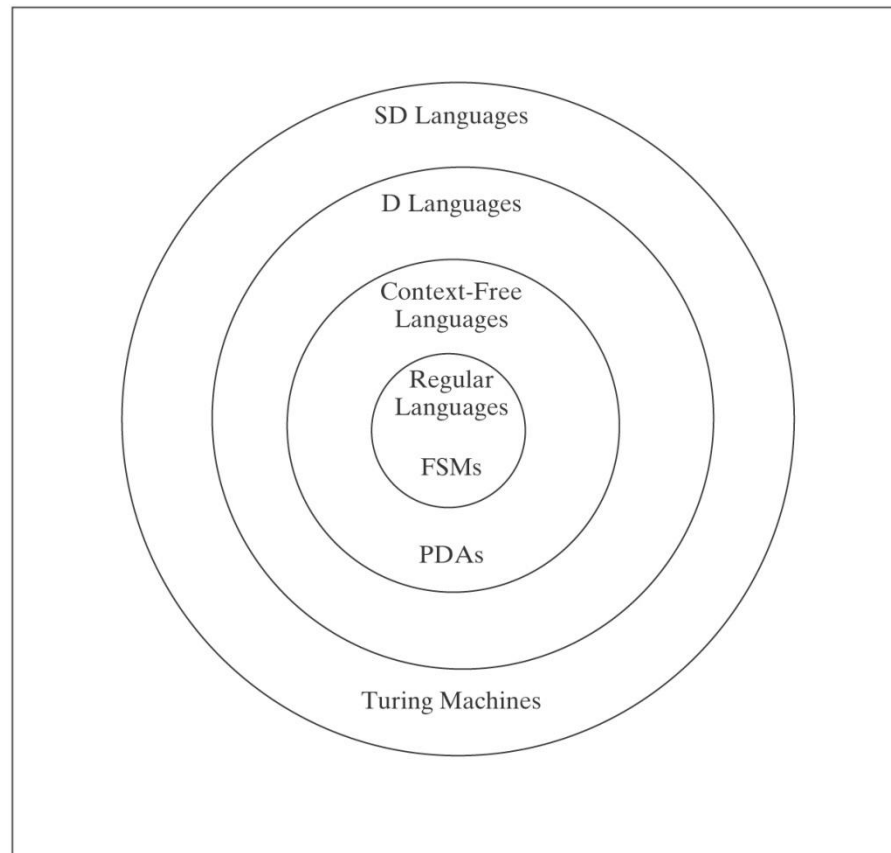 SD Languages
D Languages
Context-Free
Languages
Regular
Languages
FSMs
PDAs
Turing Machines